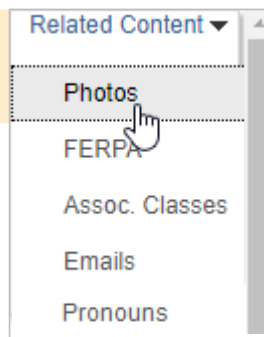 Related Content
Photos
FERPA
Assoc. Classes
Emails
Pronouns